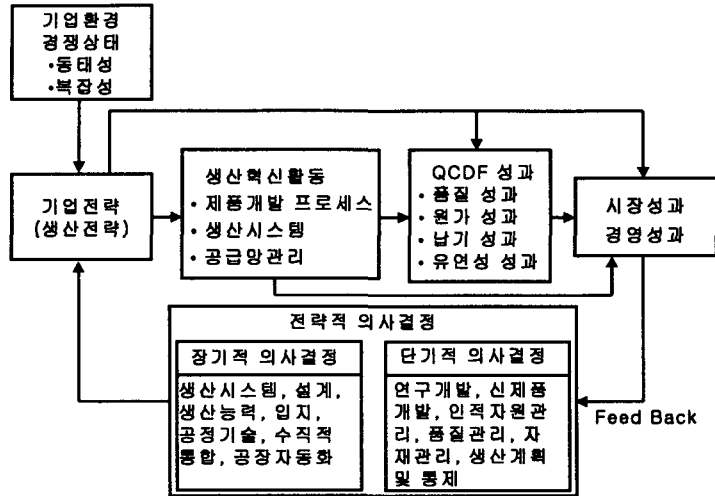 기업환경
경쟁상태
•동태성
•복잡성
기업전략
(생산전략)
생산혁신활동
• 제품개발 프로세스
• 생산시스템
• 공급망관리
QCDF 성과
• 품질 성과
• 원가 성과
• 납기 성과
• 유연성 성과
시장성과
경영성과
전략적 의사결정
장기적 의사결정
생산시스템, 설계,
생산능력, 입지,
공정기술, 수직적
통합, 공장자동화
단기적 의사결정
연구개발, 신제품
개발, 인적자원관
리, 품질관리, 자
재관리, 생산계획
및 통제
Feed Back